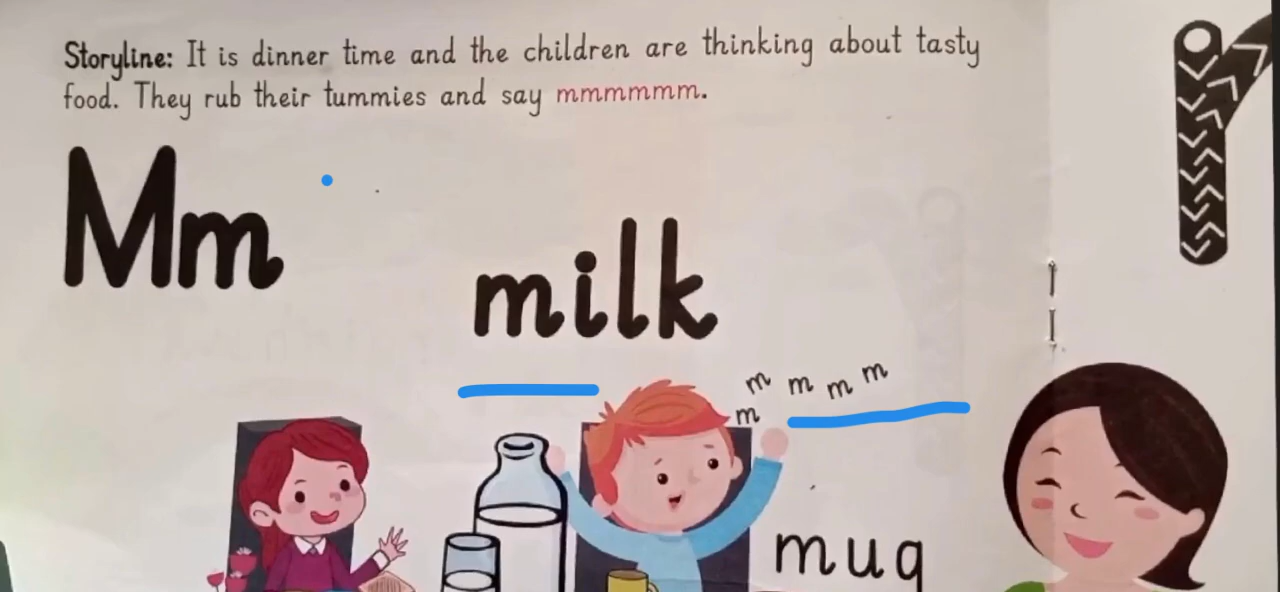 Storyline: It is dinner time and the children are thinking about tasty
food. They rub their tummies and say mmmmmm.
Mm
milk
m m m m m
mug